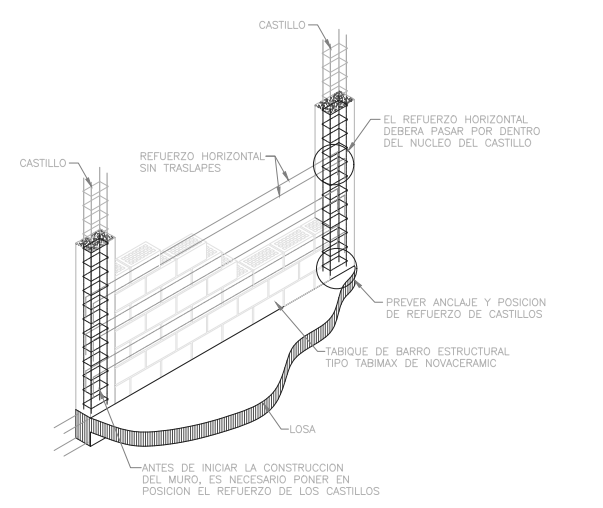 CASTILLO
EL REFUERZO HORIZONTAL
DEBERA PASAR POR DENTRO
DEL NUCLEO DEL CASTILLO
REFUERZO HORIZONTAL
SIN TRASLAPES
CASTILLO
PREVER ANCLAJE Y POSICION
DE REFUERZO DE CASTILLOS
TABIQUE DE BARRO ESTRUCTURAL
TIPO TABIMAX DE NOVACERAMIC
LOSA
ANTES DE INICIAR LA CONSTRUCCION
DEL MURO, ES NECESARIO PONER EN
POSICION EL REFUERZO DE LOS CASTILLOS